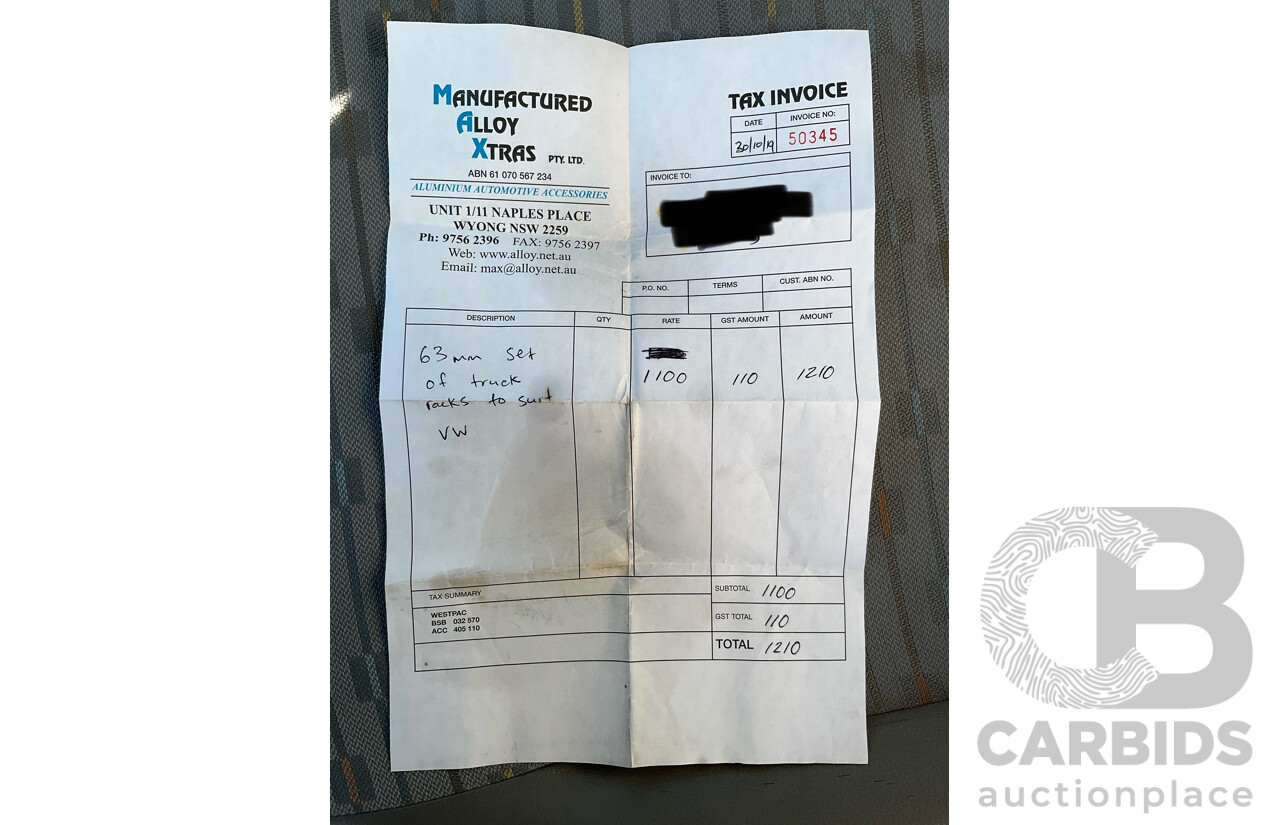 MANUFACTURED
ALLOY
XTRAS PTY. LTD.
ABN 61 070 567 234
ALUMINIUM AUTOMOTIVE ACCESSORIES
UNIT 1/11 NAPLES PLACE
WYONG NSW 2259
Ph: 9756 2396 FAX: 9756 2397
Web: www.alloy.net.au
Email: max@alloy.net.au
TAX INVOICE
DATE INVOICE NO:
30/10/19 50345
INVOICE TO:
P.O. NO. TERMS CUST. ABN NO.
DESCRIPTION QTY RATE GST AMOUNT AMOUNT
63mm set
of truck 1100 110 1210
racks to suit
VW
TAX SUMMARY
WESTPAC
BSB 032 570
ACC 405 110
SUBTOTAL 1100
GST TOTAL 110
TOTAL 1210
CB
CARBIDS
auctionplace